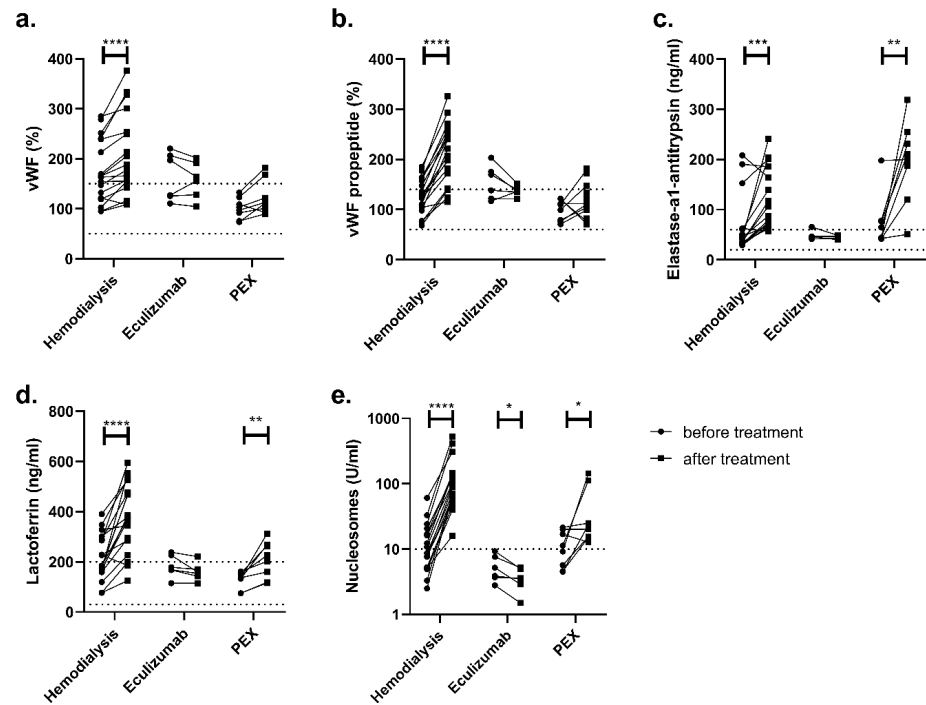 a.
****
vWF (%)
400
300
200
100
0
Hemodialysis
Eculizumab
PEX
b.
****
vWF propeptide (%)
400
300
200
100
0
Hemodialysis
Eculizumab
PEX
c.
***
**
Elastase-a1-antitrypsin (ng/ml)
400
300
200
100
0
Hemodialysis
Eculizumab
PEX
d.
****
**
Lactoferrin (ng/ml)
800
600
400
200
0
Hemodialysis
Eculizumab
PEX
e.
****
*
*
Nucleosomes (U/ml)
1000
100
10
1
Hemodialysis
Eculizumab
PEX
before treatment
after treatment